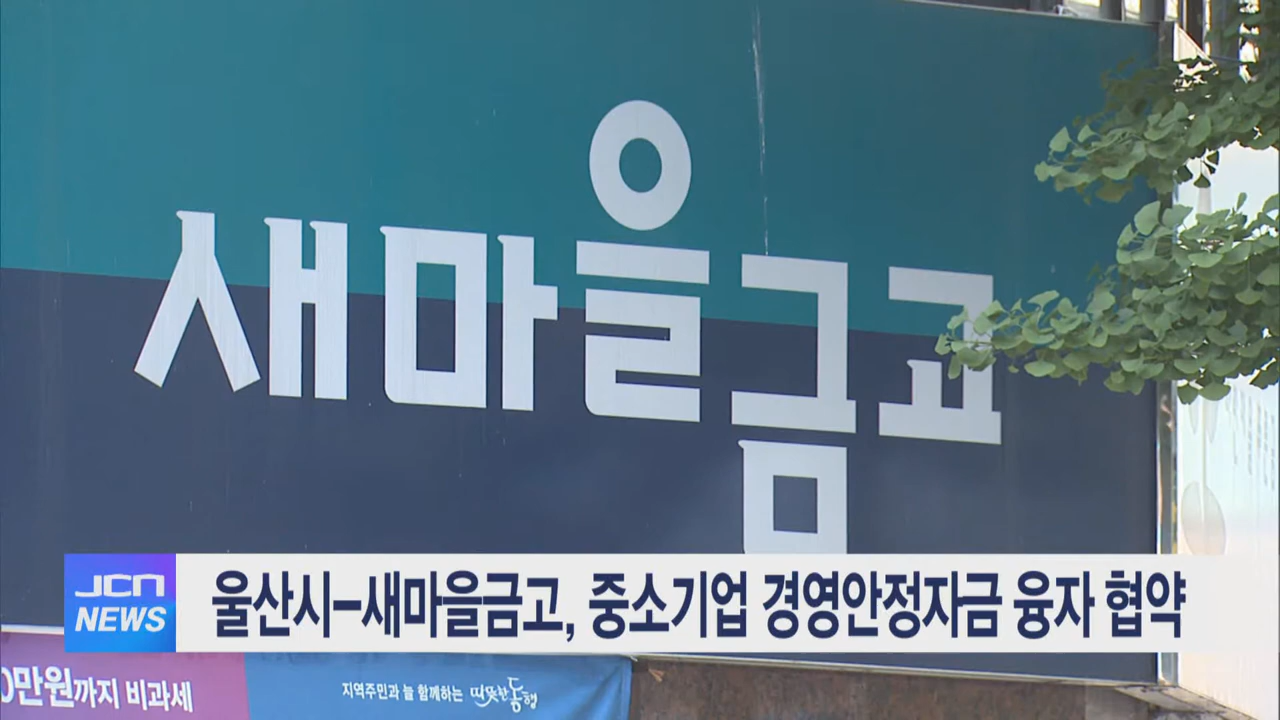 새마을금고
JCN
NEWS
울산시-새마을금고, 중소기업 경영안정자금 융자 협약
0만원까지 비과세
지역주민과 늘 함께하는 따뜻한 동행